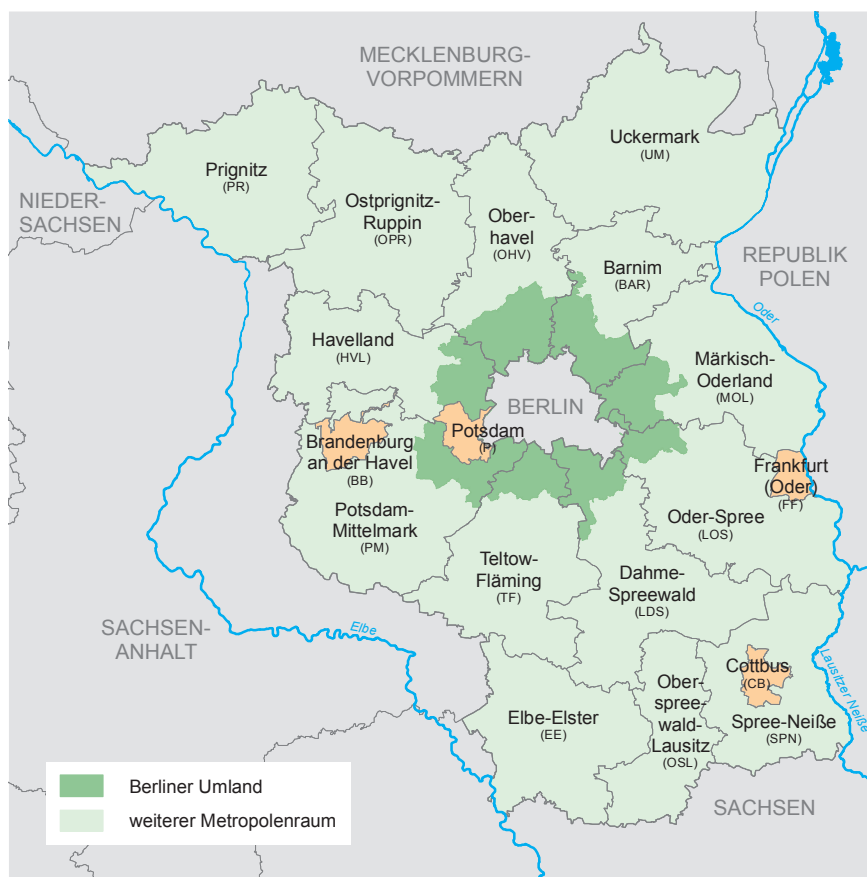 MECKLENBURG-
VORPOMMERN
Uckermark
(UM)
Prignitz
(PR)
NIEDER-
SACHSEN
Ostprignitz-
Ruppin
(OPR)
Ober-
havel
(OHV)
Barnim
(BAR)
REPUBLIK
POLEN
Oder
Havelland
(HVL)
Märkisch-
Oderland
(MOL)
BERLIN
Potsdam
(P)
Brandenburg
an der Havel
(BB)
Frankfurt
(Oder)
(FF)
Potsdam-
Mittelmark
(PM)
Oder-Spree
(LOS)
Teltow-
Fläming
(TF)
Dahme-
Spreewald
(LDS)
SACHSEN-
ANHALT
Elbe
Cottbus
(CB)
Lausitzer Neiße
Ober-
spree-
wald-
Lausitz
(OSL)
Elbe-Elster
(EE)
Spree-Neiße
(SPN)
SACHSEN
Berliner Umland
weiterer Metropolenraum